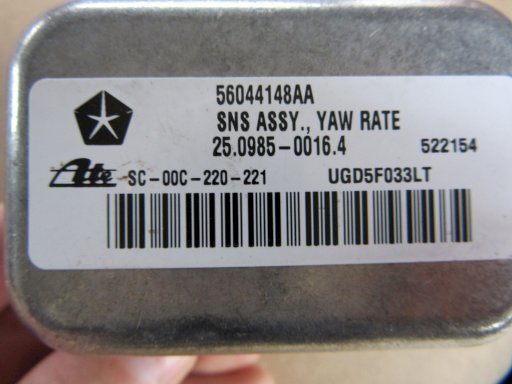 56044148AA
SNS ASSY., YAW RATE
25.0985-0016.4 522154
Ate SC-00C-220-221 UGD5F033LT